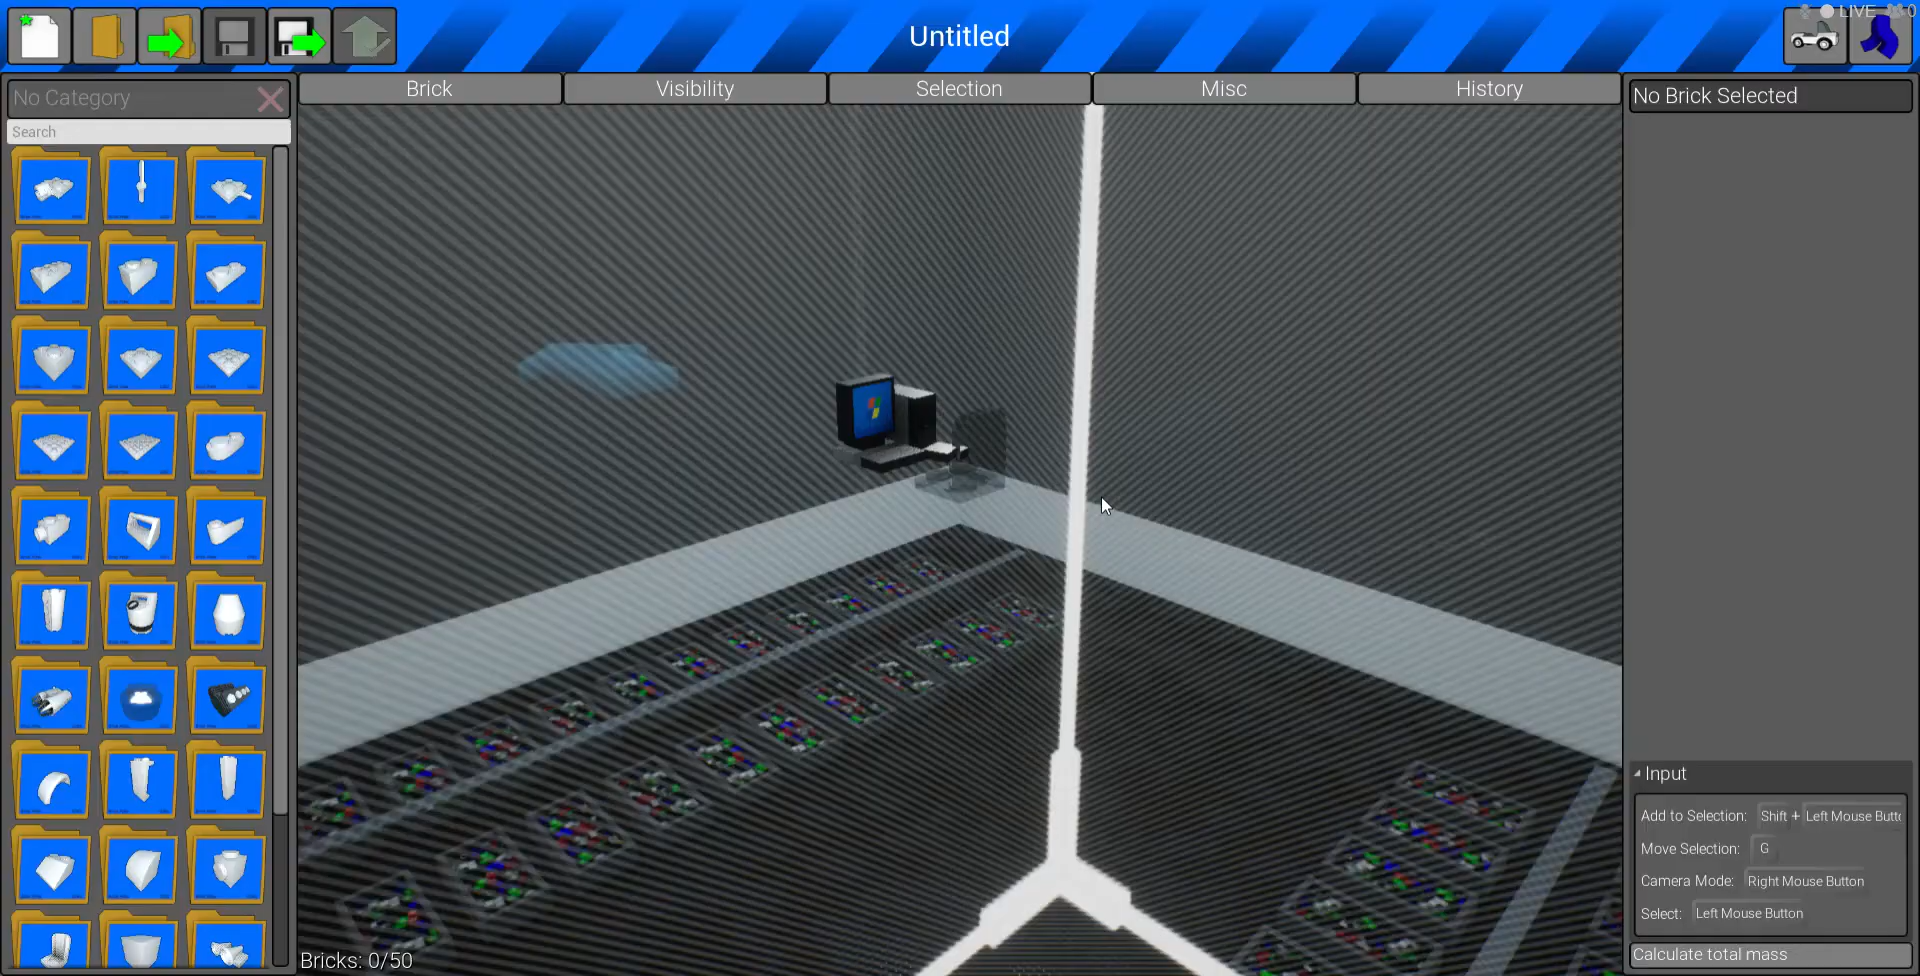 Untitled
LIVE 0
No Category
Search
Brick
Visibility
Selection
Misc
History
No Brick Selected
Input
Add to Selection: Shift + Left Mouse Butt
Move Selection: G
Camera Mode: Right Mouse Button
Select: Left Mouse Button
Calculate total mass
Bricks: 0/50